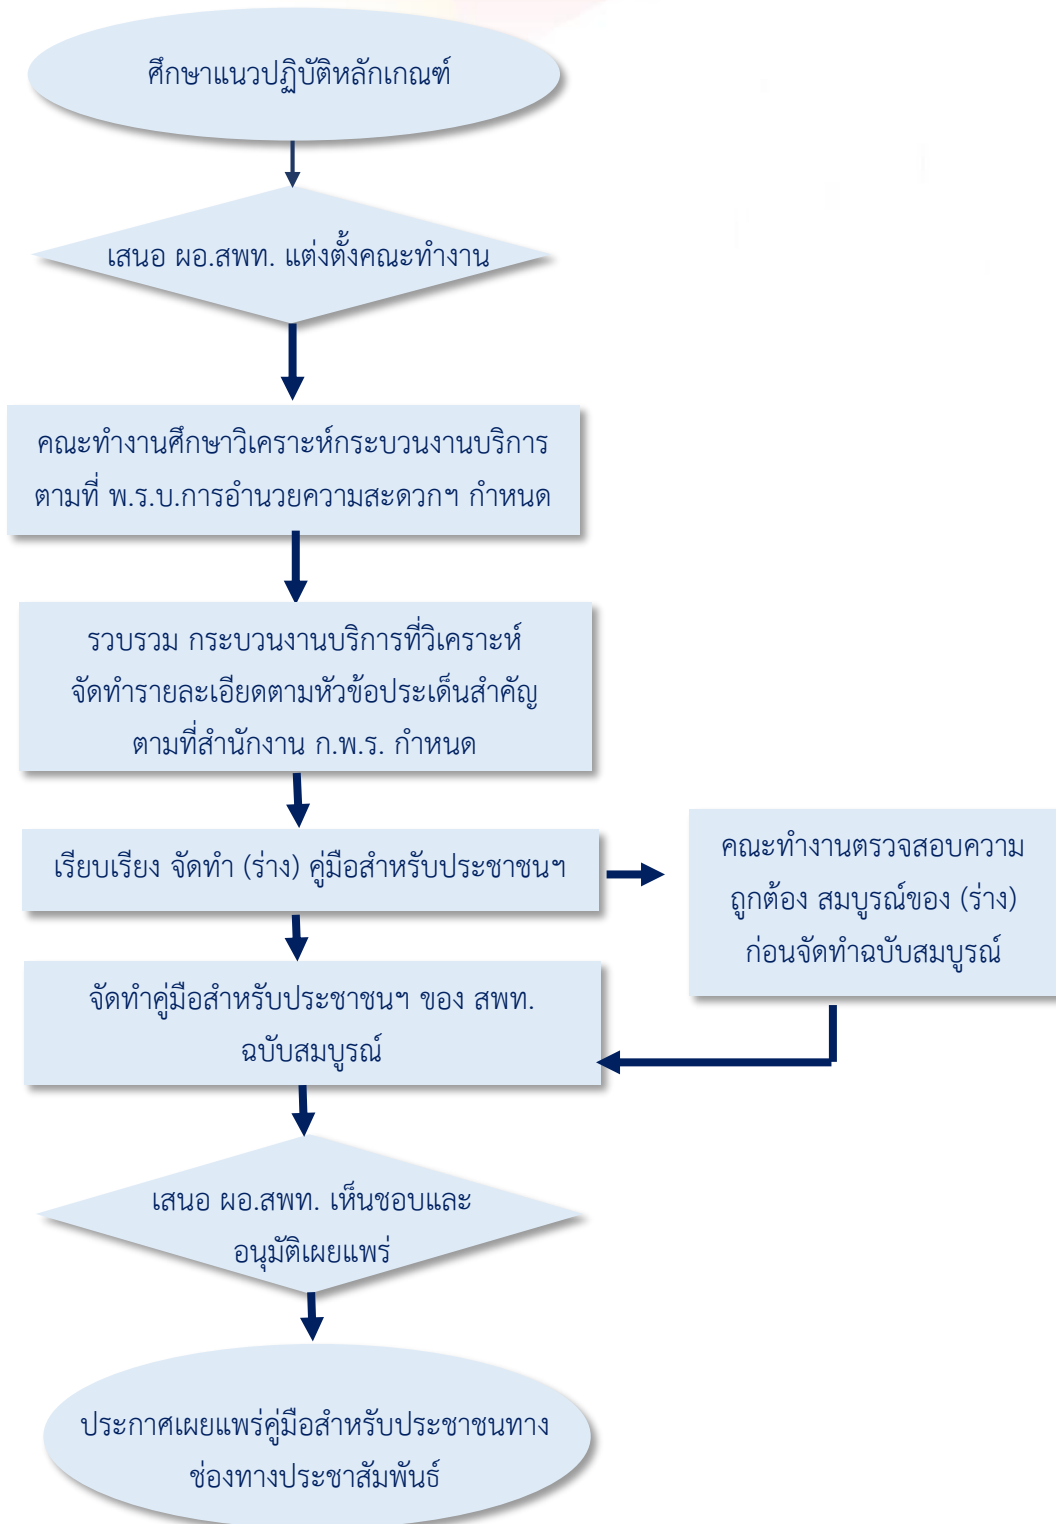 ศึกษาแนวปฏิบัติหลักเกณฑ์
เสนอ ผอ.สพท. แต่งตั้งคณะทำงาน
คณะทำงานศึกษาวิเคราะห์กระบวนงานบริการ
ตามที่ พ.ร.บ.การอำนวยความสะดวกฯ กำหนด
รวบรวม กระบวนงานบริการที่วิเคราะห์
จัดทำรายละเอียดตามหัวข้อประเด็นสำคัญ
ตามที่สำนักงาน ก.พ.ร. กำหนด
เรียบเรียง จัดทำ (ร่าง) คู่มือสำหรับประชาชนฯ
คณะทำงานตรวจสอบความ
ถูกต้อง สมบูรณ์ของ (ร่าง)
ก่อนจัดทำฉบับสมบูรณ์
จัดทำคู่มือสำหรับประชาชนฯ ของ สพท.
ฉบับสมบูรณ์
เสนอ ผอ.สพท. เห็นชอบและ
อนุมัติเผยแพร่
ประกาศเผยแพร่คู่มือสำหรับประชาชนทาง
ช่องทางประชาสัมพันธ์